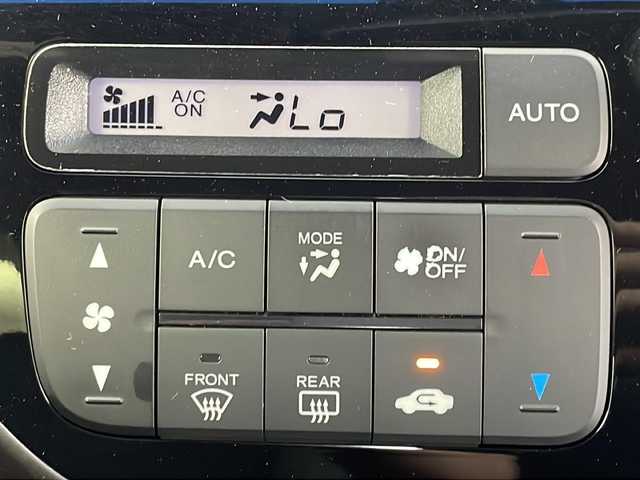 A/C
ON
Lo
AUTO
A/C
MODE
ON/
OFF
FRONT
REAR